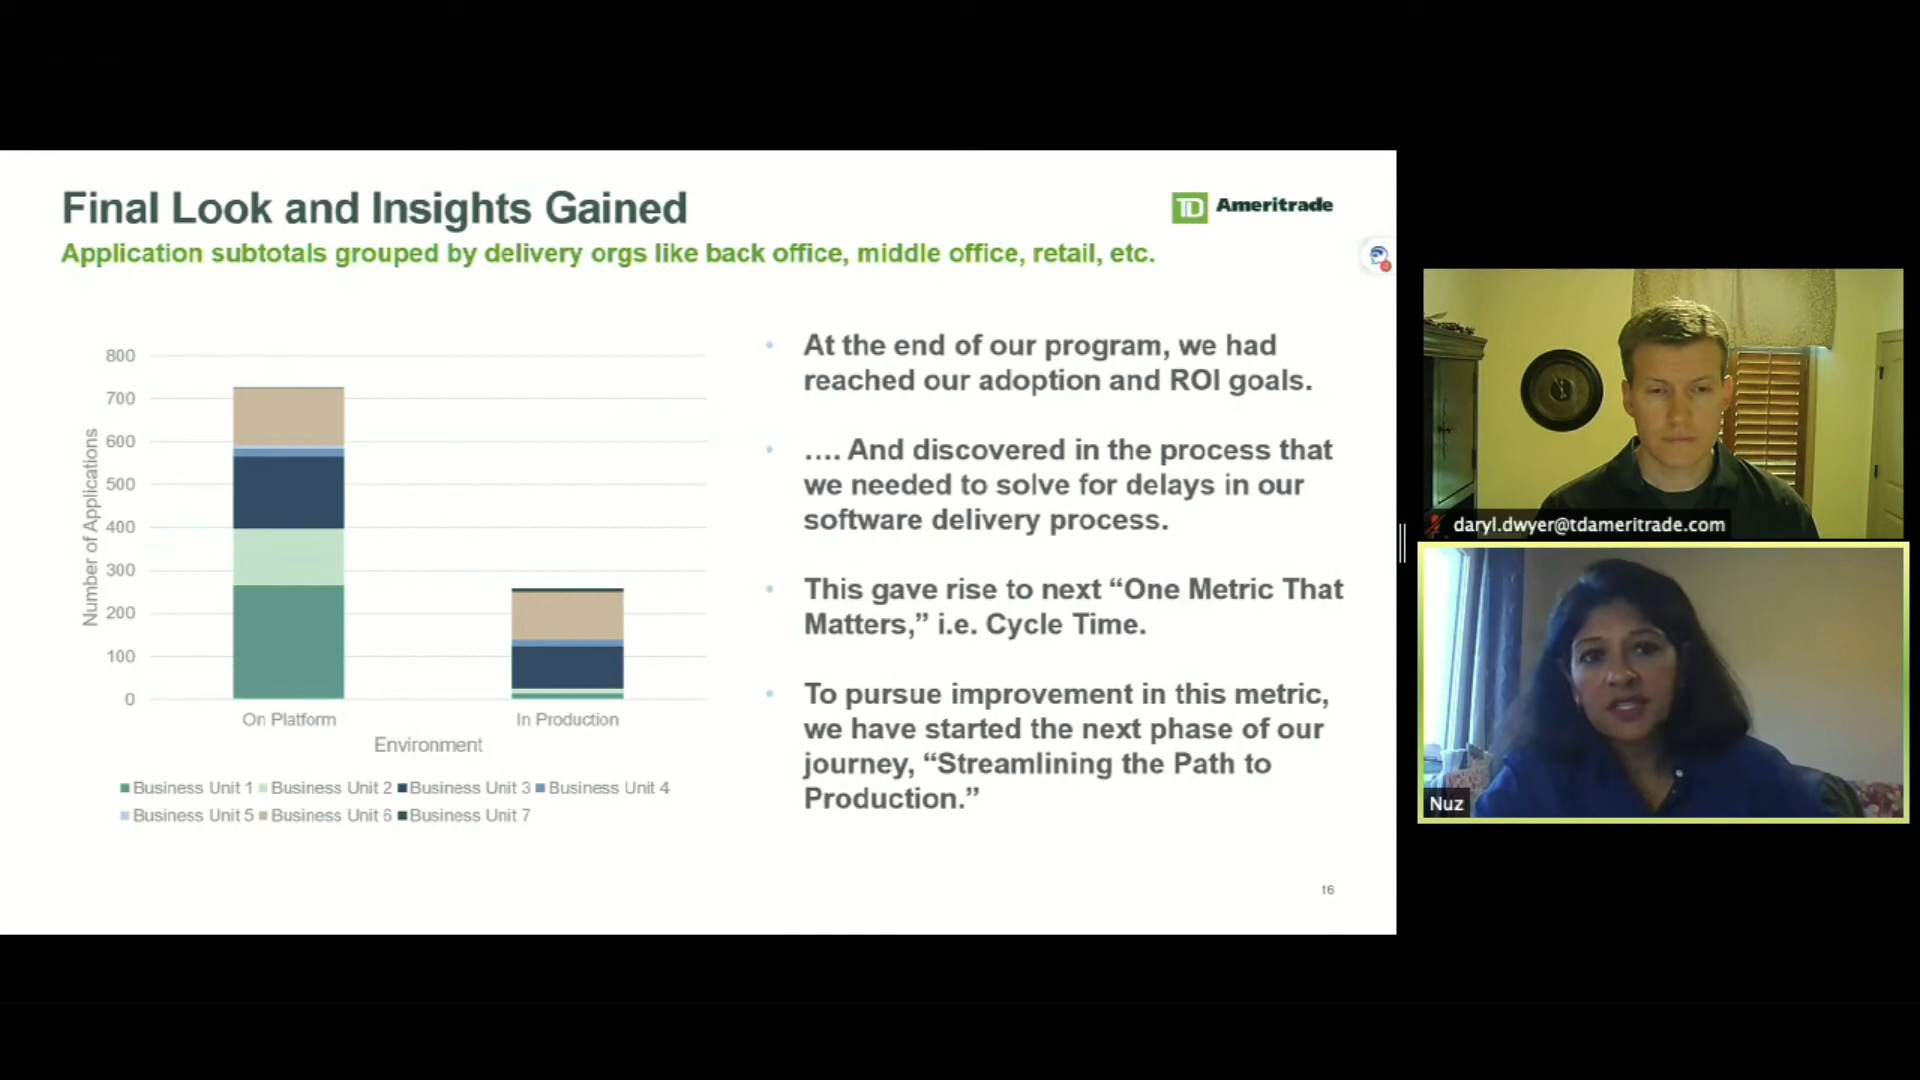 Final Look and Insights Gained
TD Ameritrade
Application subtotals grouped by delivery orgs like back office, middle office, retail, etc.
800
700
600
500
400
300
200
100
0
Number of Applications
On Platform
In Production
Environment
Business Unit 1 Business Unit 2 Business Unit 3 Business Unit 4
Business Unit 5 Business Unit 6 Business Unit 7
At the end of our program, we had
reached our adoption and ROI goals.
.... And discovered in the process that
we needed to solve for delays in our
software delivery process.
This gave rise to next “One Metric That
Matters,” i.e. Cycle Time.
To pursue improvement in this metric,
we have started the next phase of our
journey, “Streamlining the Path to
Production.”
16
daryl.dwyer@tdameritrade.com
Nuz